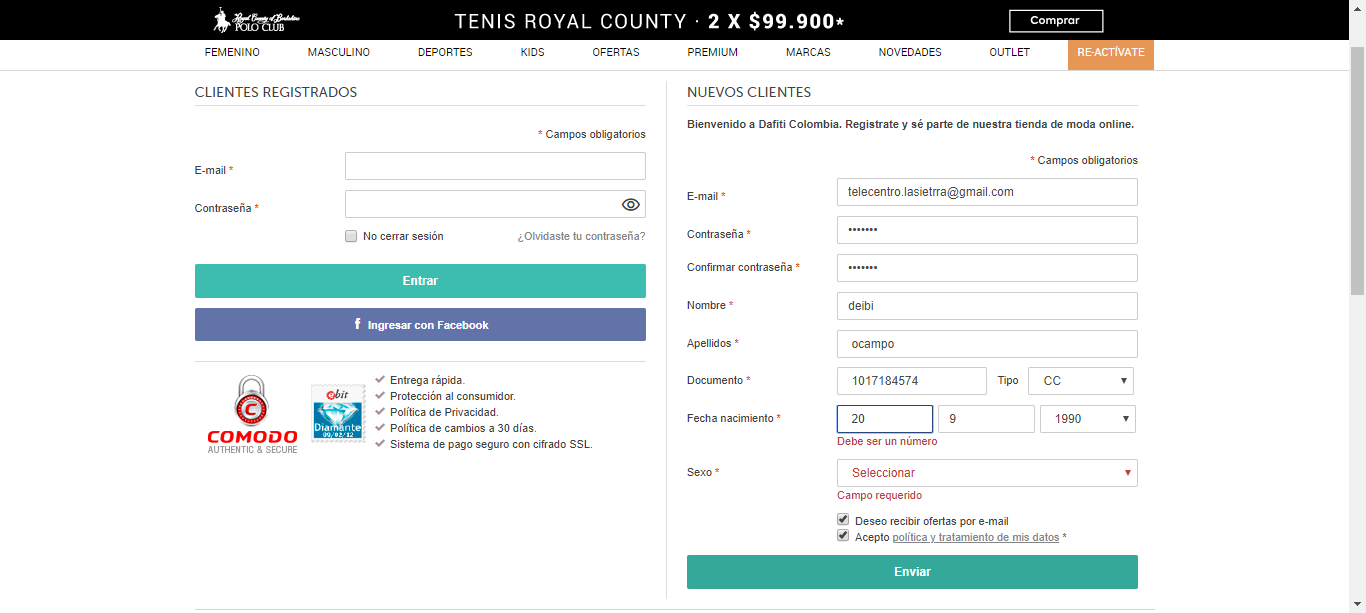 Royal County of Berkshire
POLO CLUB
TENIS ROYAL COUNTY · 2 X $99.900*
Comprar
FEMENINO MASCULINO DEPORTES KIDS OFERTAS PREMIUM MARCAS NOVEDADES OUTLET RE-ACTÍVATE
CLIENTES REGISTRADOS
* Campos obligatorios
E-mail *
Contraseña *
No cerrar sesión ¿Olvidaste tu contraseña?
Entrar
f Ingresar con Facebook
C
COMODO
AUTHENTIC & SECURE
ebit
Diamante
09/02/12
Entrega rápida.
Protección al consumidor.
Política de Privacidad.
Política de cambios a 30 días.
Sistema de pago seguro con cifrado SSL.
NUEVOS CLIENTES
Bienvenido a Dafiti Colombia. Registrate y sé parte de nuestra tienda de moda online.
* Campos obligatorios
E-mail * telecentro.lasietrra@gmail.com
Contraseña * •••••••
Confirmar contraseña * •••••••
Nombre * deibi
Apellidos * ocampo
Documento * 1017184574 Tipo CC
Fecha nacimiento * 20 9 1990
Debe ser un número
Sexo * Seleccionar
Campo requerido
Deseo recibir ofertas por e-mail
Acepto política y tratamiento de mis datos *
Enviar